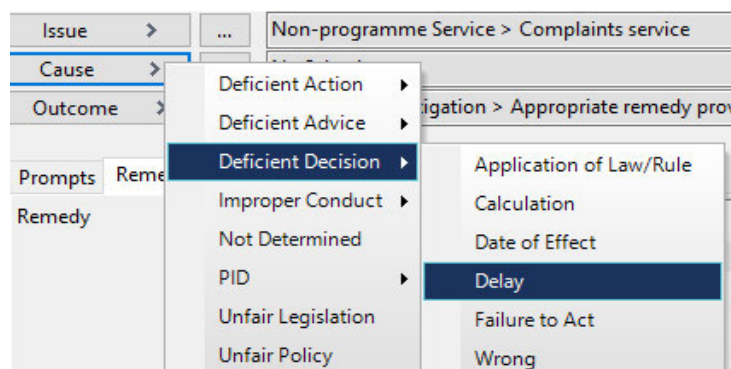 Issue > ... Non-programme Service > Complaints service
Cause >
Outcome igation > Appropriate remedy prov
Deficient Action
Deficient Advice
Deficient Decision
Improper Conduct
Not Determined
PID
Unfair Legislation
Unfair Policy
Application of Law/Rule
Calculation
Date of Effect
Delay
Failure to Act
Wrong
Prompts Reme
Remedy